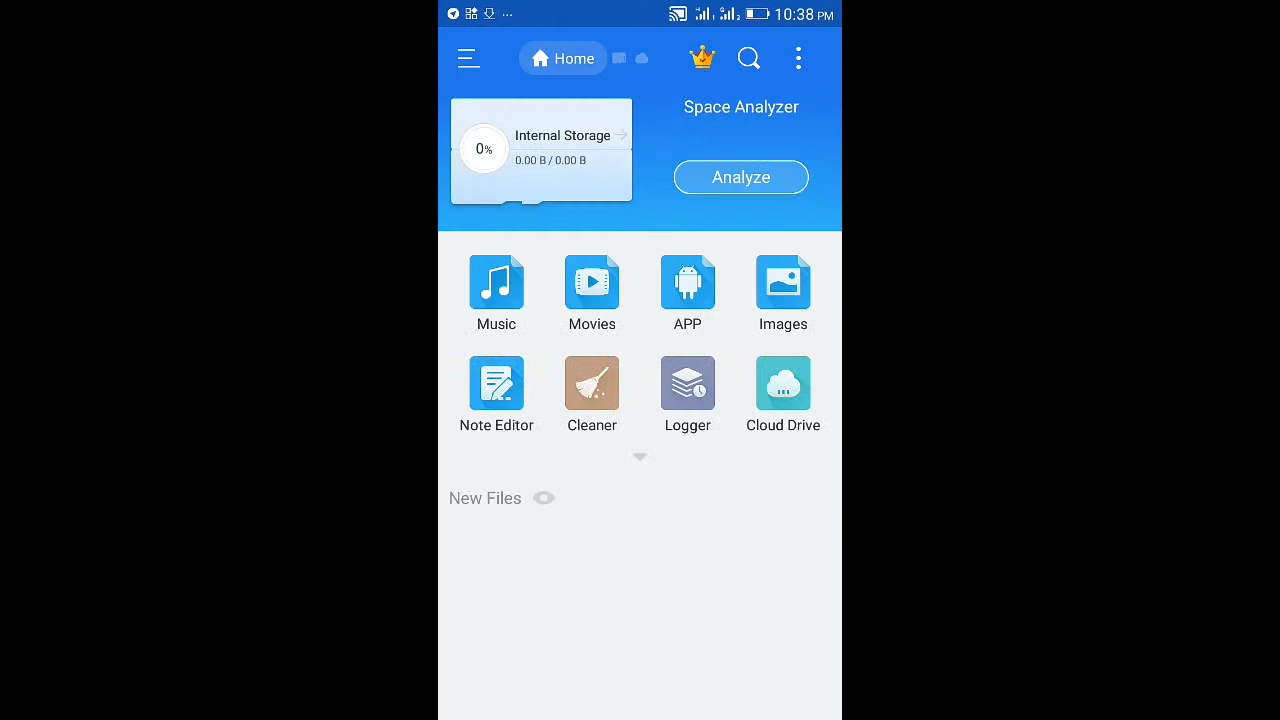 ... 10:38 PM
Home
Space Analyzer
Internal Storage
0%
0.00 B / 0.00 B
Analyze
Music Movies APP Images
Note Editor Cleaner Logger Cloud Drive
New Files